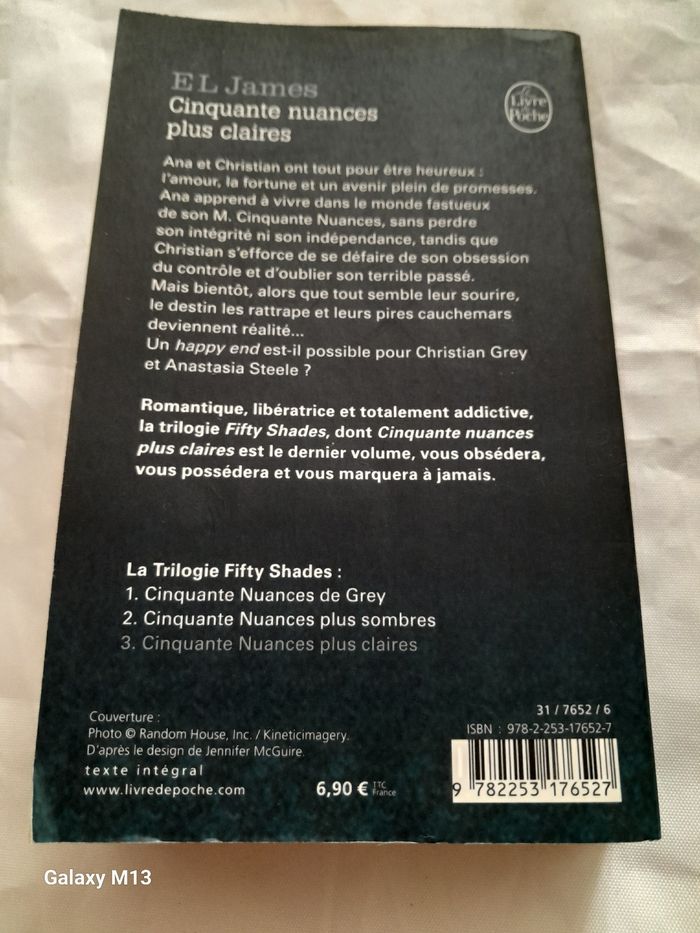 E L James
Cinquante nuances
plus claires
Le
Livre
de
Poche
Ana et Christian ont tout pour être heureux :
l'amour, la fortune et un avenir plein de promesses.
Ana apprend à vivre dans le monde fastueux
de son M. Cinquante Nuances, sans perdre
son intégrité ni son indépendance, tandis que
Christian s'efforce de se défaire de son obsession
du contrôle et d'oublier son terrible passé.
Mais bientôt, alors que tout semble leur sourire,
le destin les rattrape et leurs pires cauchemars
deviennent réalité...
Un happy end est-il possible pour Christian Grey
et Anastasia Steele ?
Romantique, libératrice et totalement addictive,
la trilogie Fifty Shades, dont Cinquante nuances
plus claires est le dernier volume, vous obsédera,
vous possédera et vous marquera à jamais.
La Trilogie Fifty Shades :
1. Cinquante Nuances de Grey
2. Cinquante Nuances plus sombres
3. Cinquante Nuances plus claires
Couverture :
Photo © Random House, Inc. / Kineticimagery.
D'après le design de Jennifer McGuire.
texte intégral
www.livredepoche.com
6,90 € TTC
France
31 / 7652 / 6
ISBN : 978-2-253-17652-7
9 782253 176527
Galaxy M13